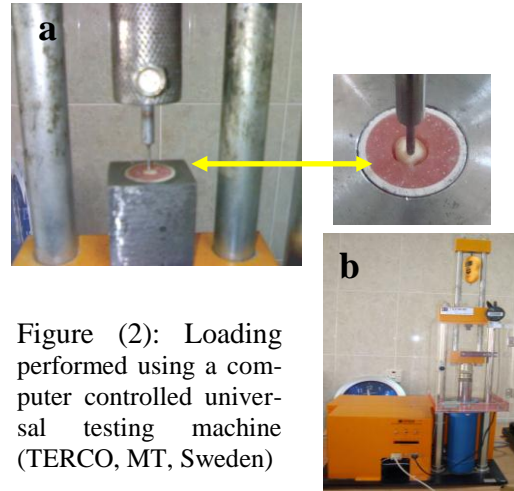 a
b
Figure (2): Loading
performed using a com-
puter controlled univer-
sal testing machine
(TERCO, MT, Sweden)